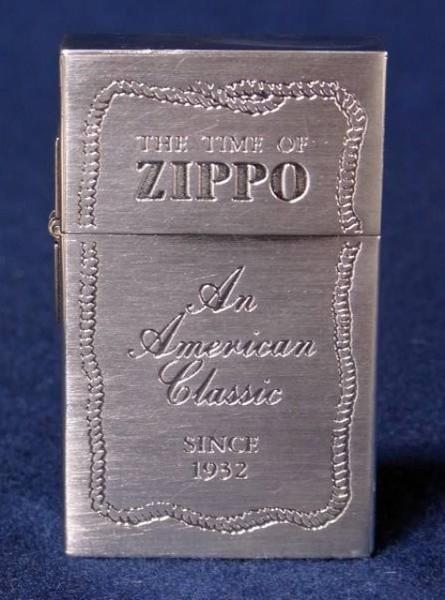 THE TIME OF
ZIPPO
An
American
Classic
SINCE
1932